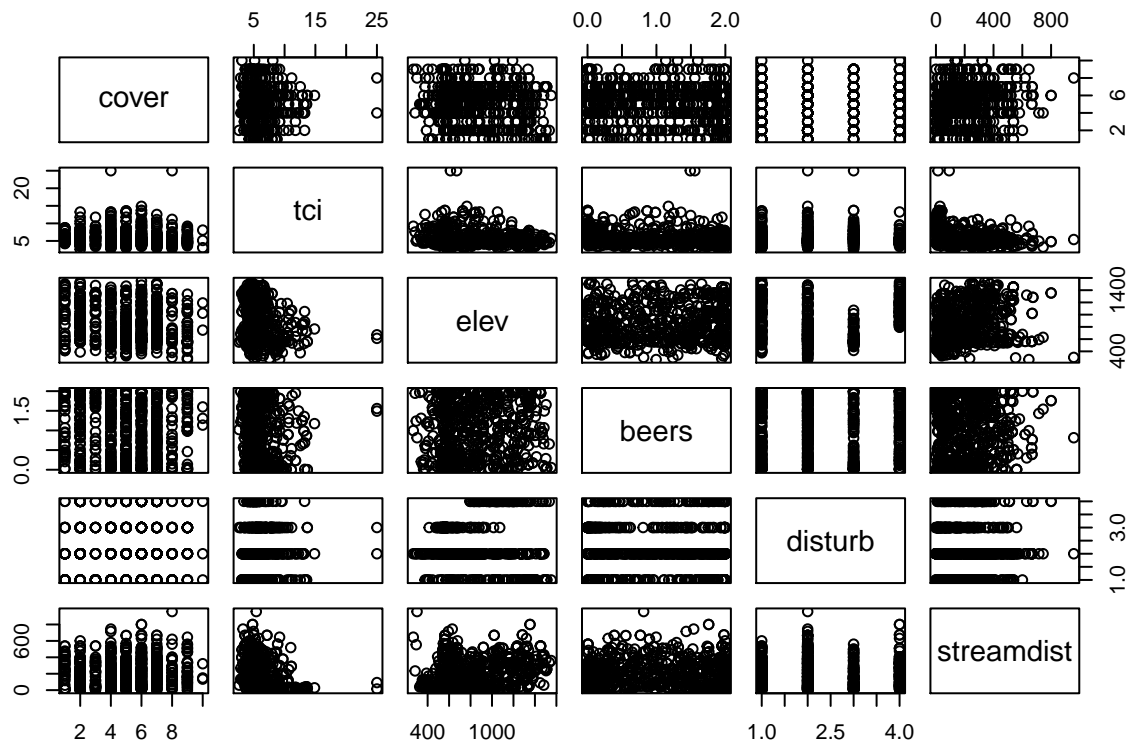 5 15 25 0.0 1.0 2.0 0 400 800
cover 2 6
5 20 tci
elev 400 1400
0.0 1.5 beers
disturb 1.0 3.0
0 600 streamdist
2 4 6 8 400 1000 1.0 2.5 4.0